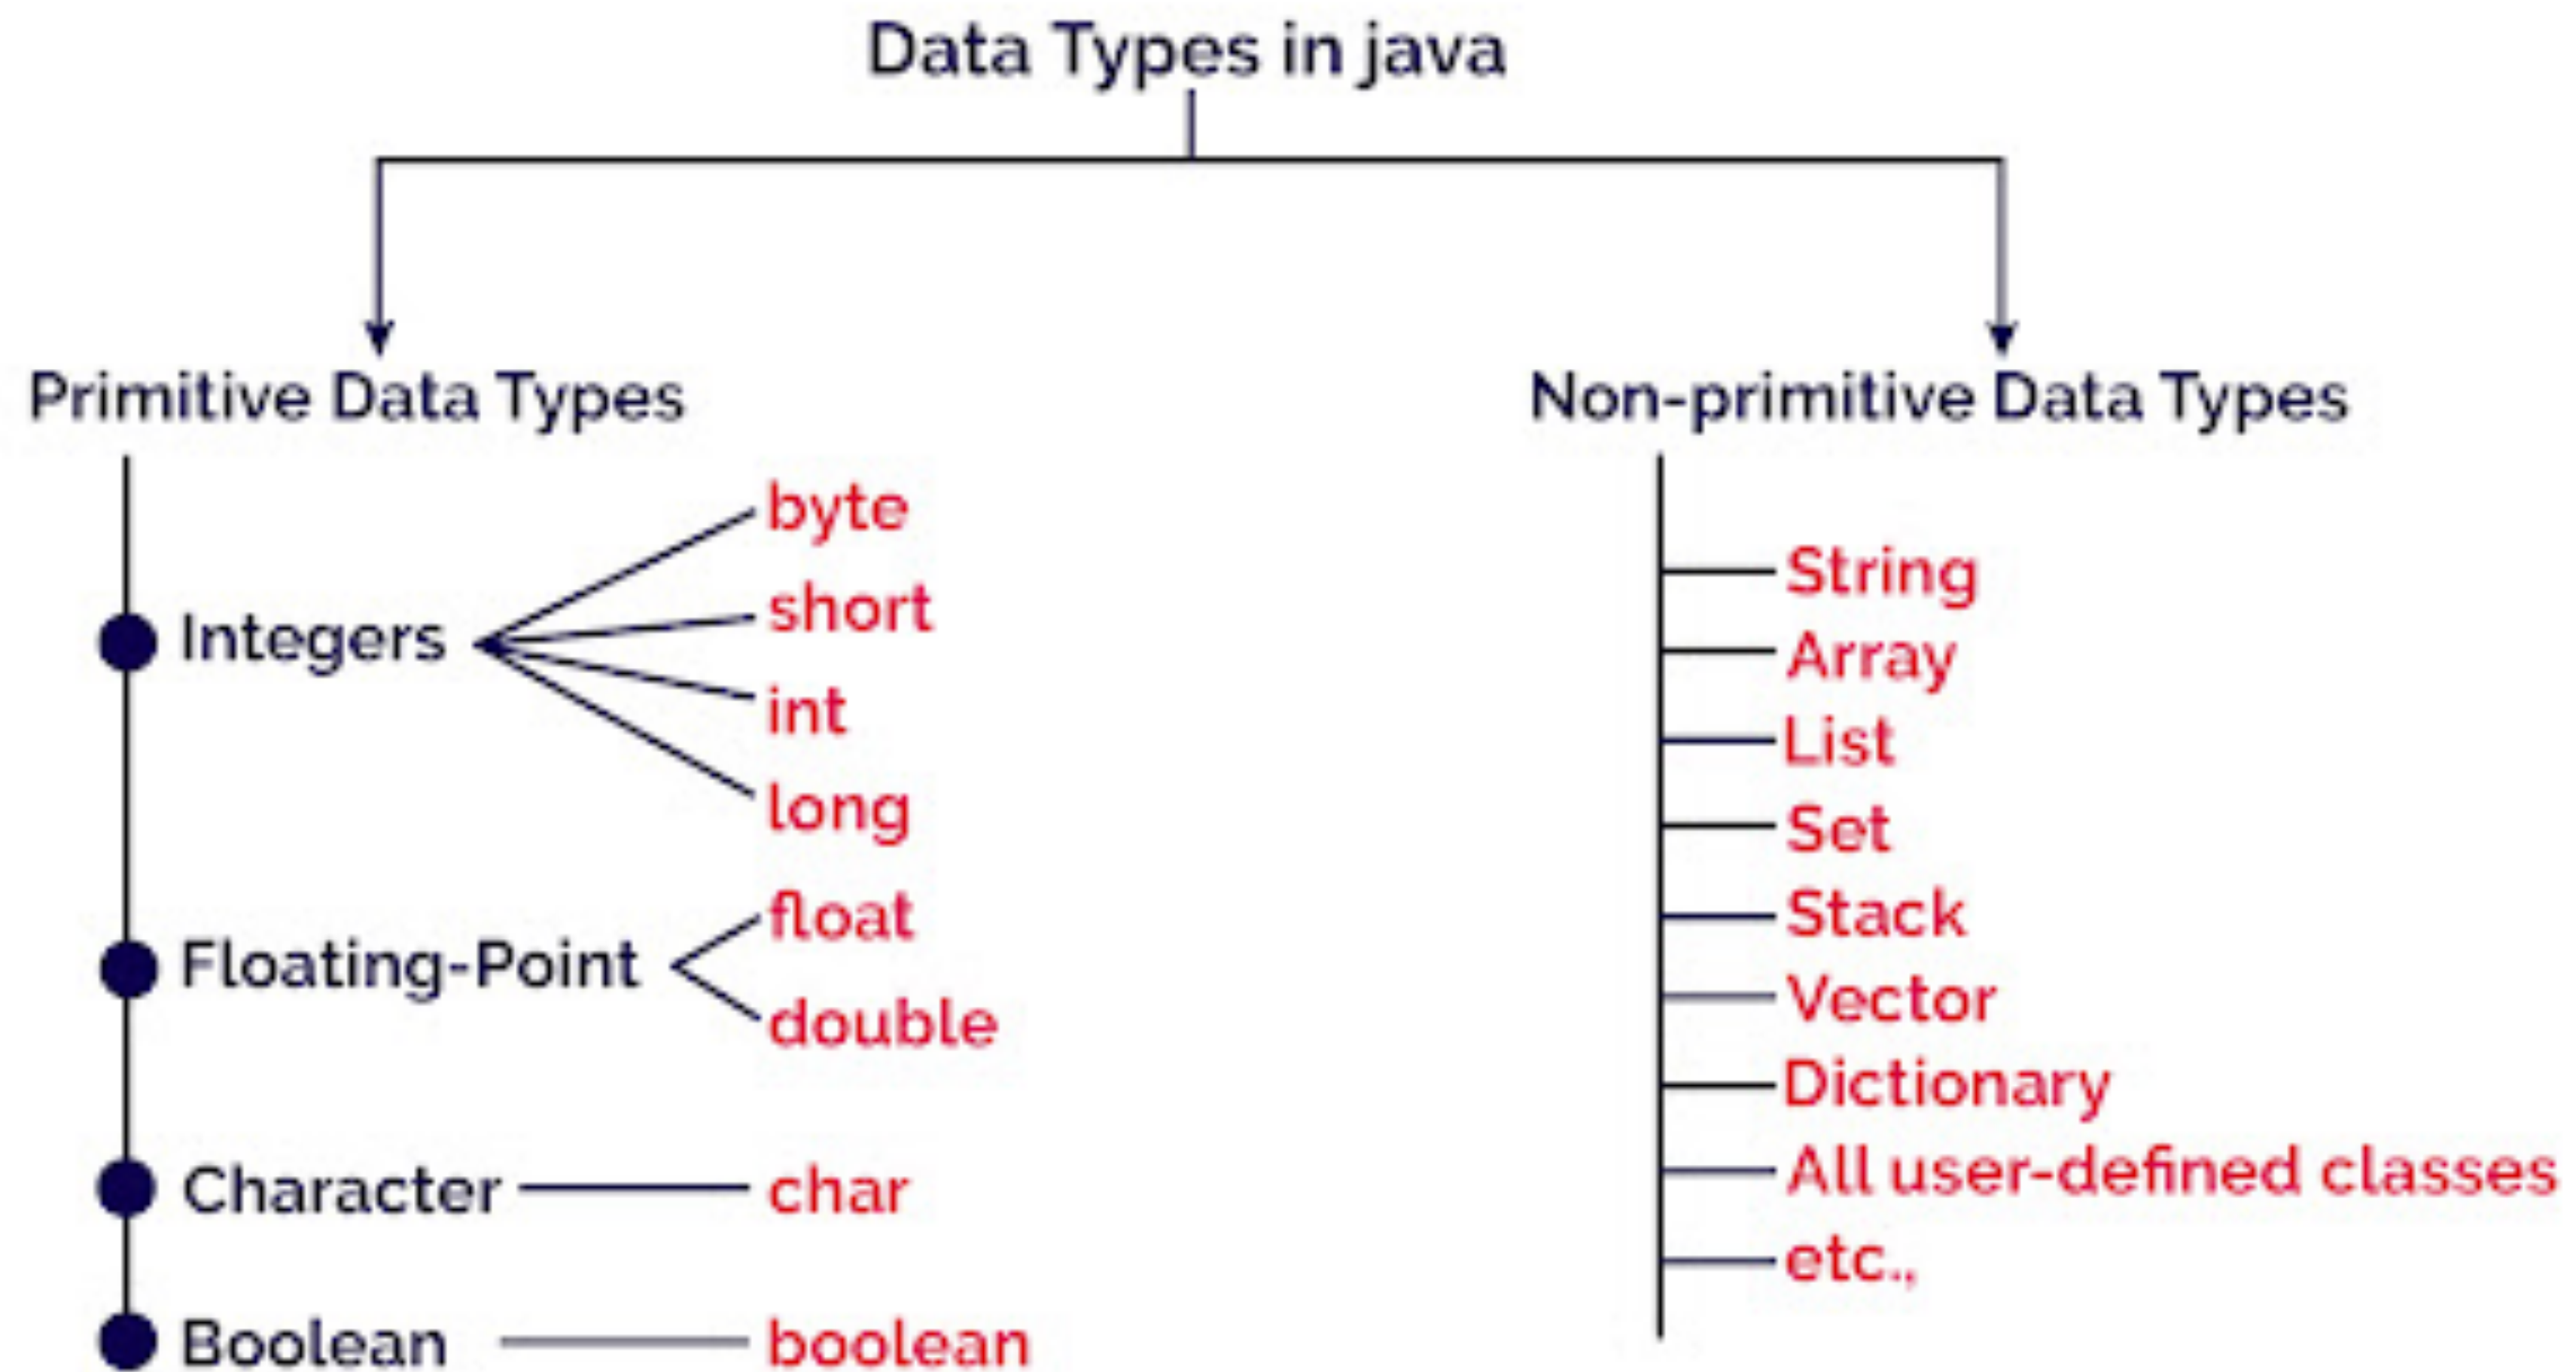 Data Types in java
Primitive Data Types
Integers
byte
short
int
long
Floating-Point
float
double
Character
char
Boolean
boolean
Non-primitive Data Types
String
Array
List
Set
Stack
Vector
Dictionary
All user-defined classes
etc.,